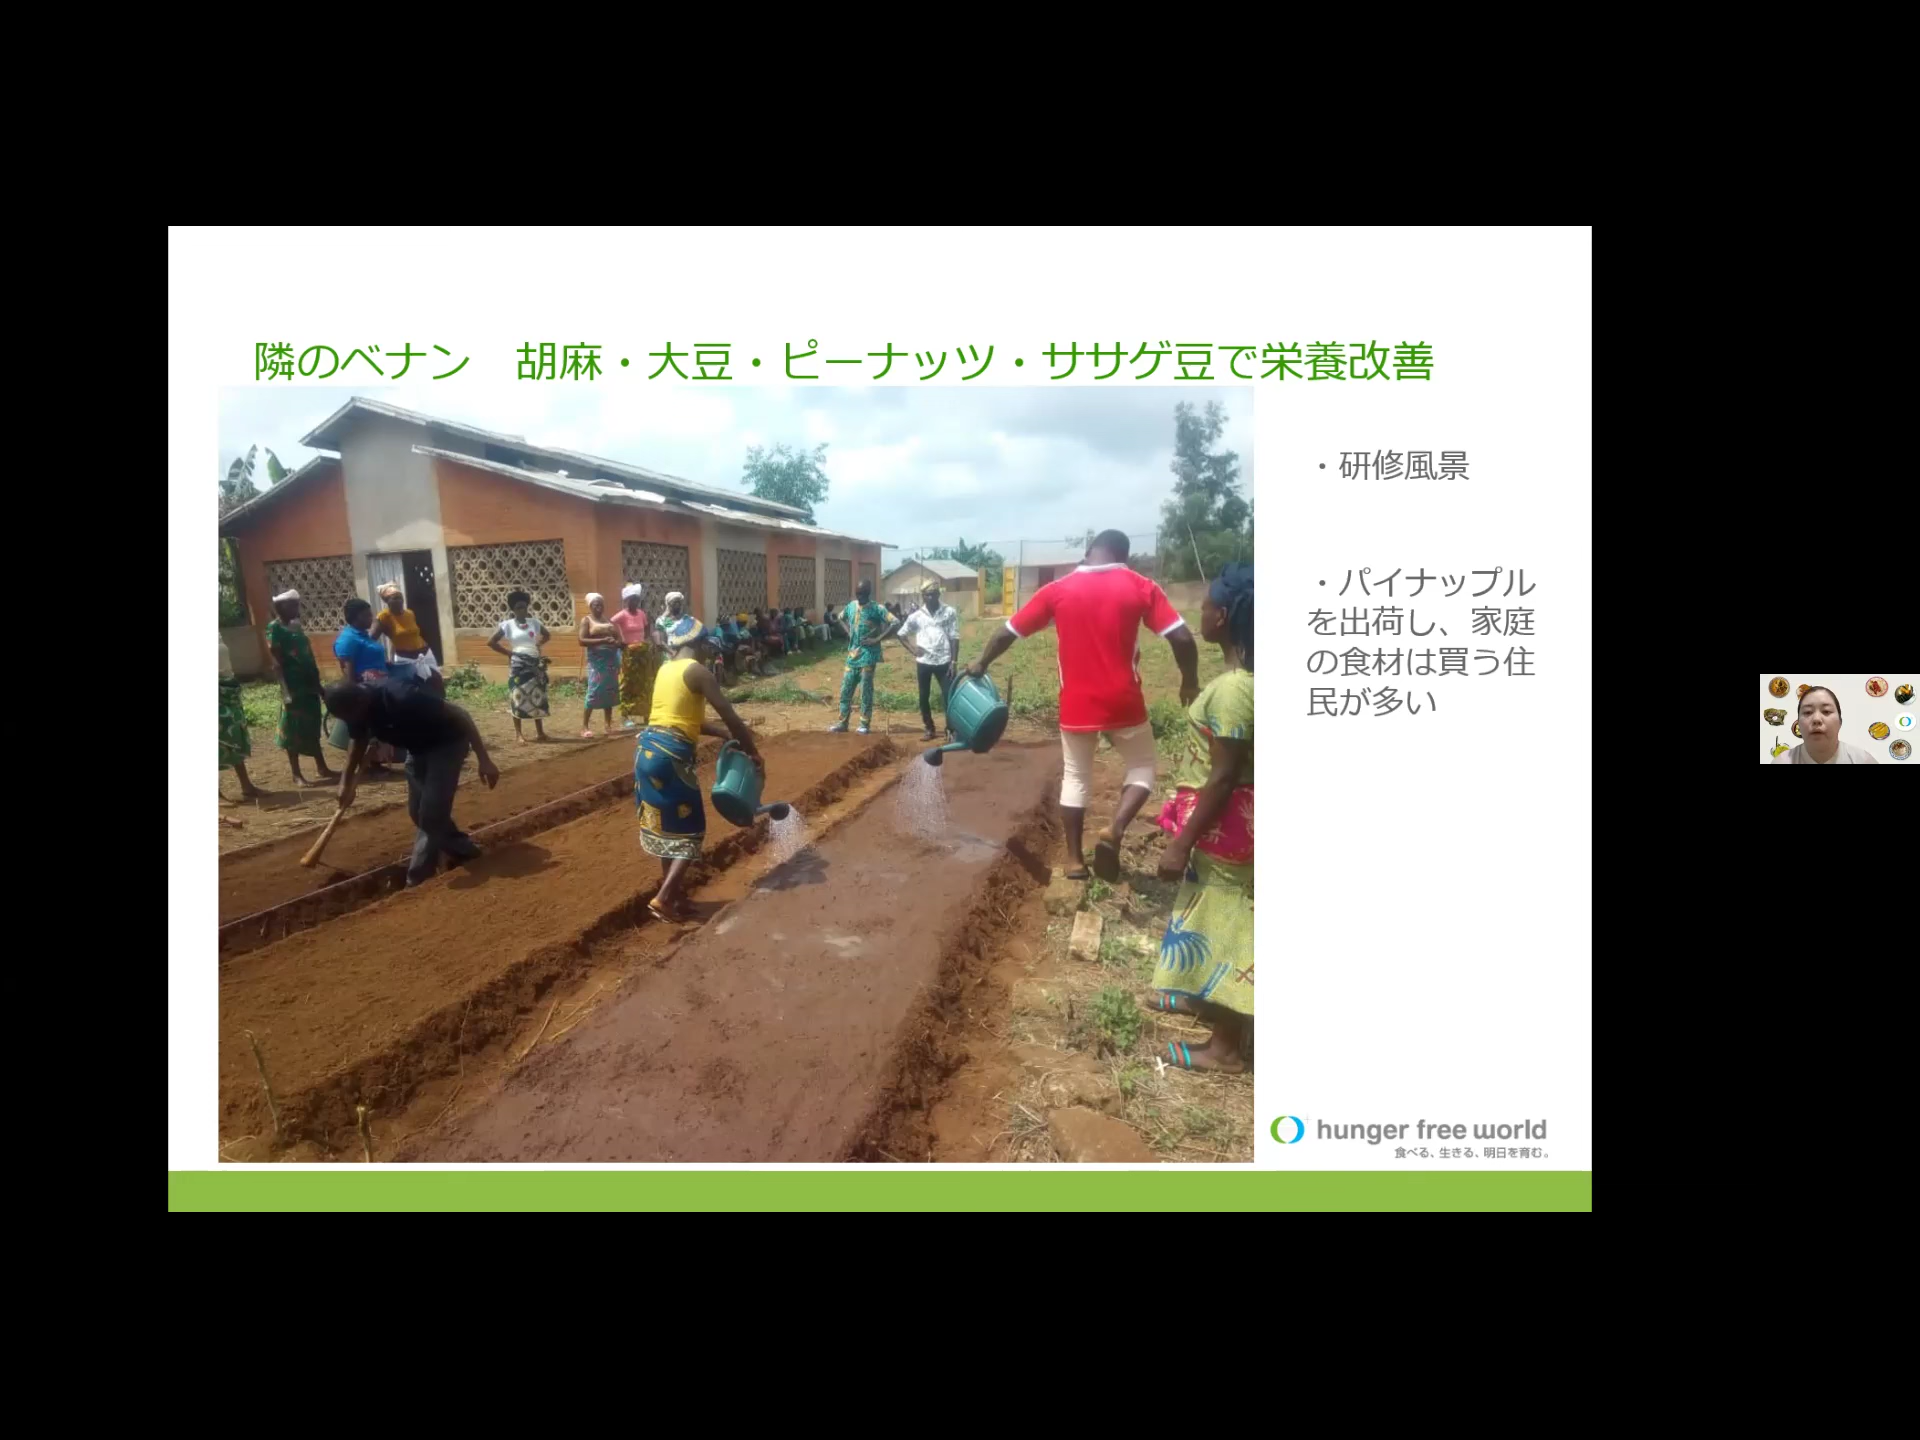 隣のベナン　胡麻・大豆・ピーナッツ・ササゲ豆で栄養改善
・研修風景
・パイナップル
を出荷し、家庭
の食材は買う住
民が多い
hunger free world
食べる、生きる、明日を育む。